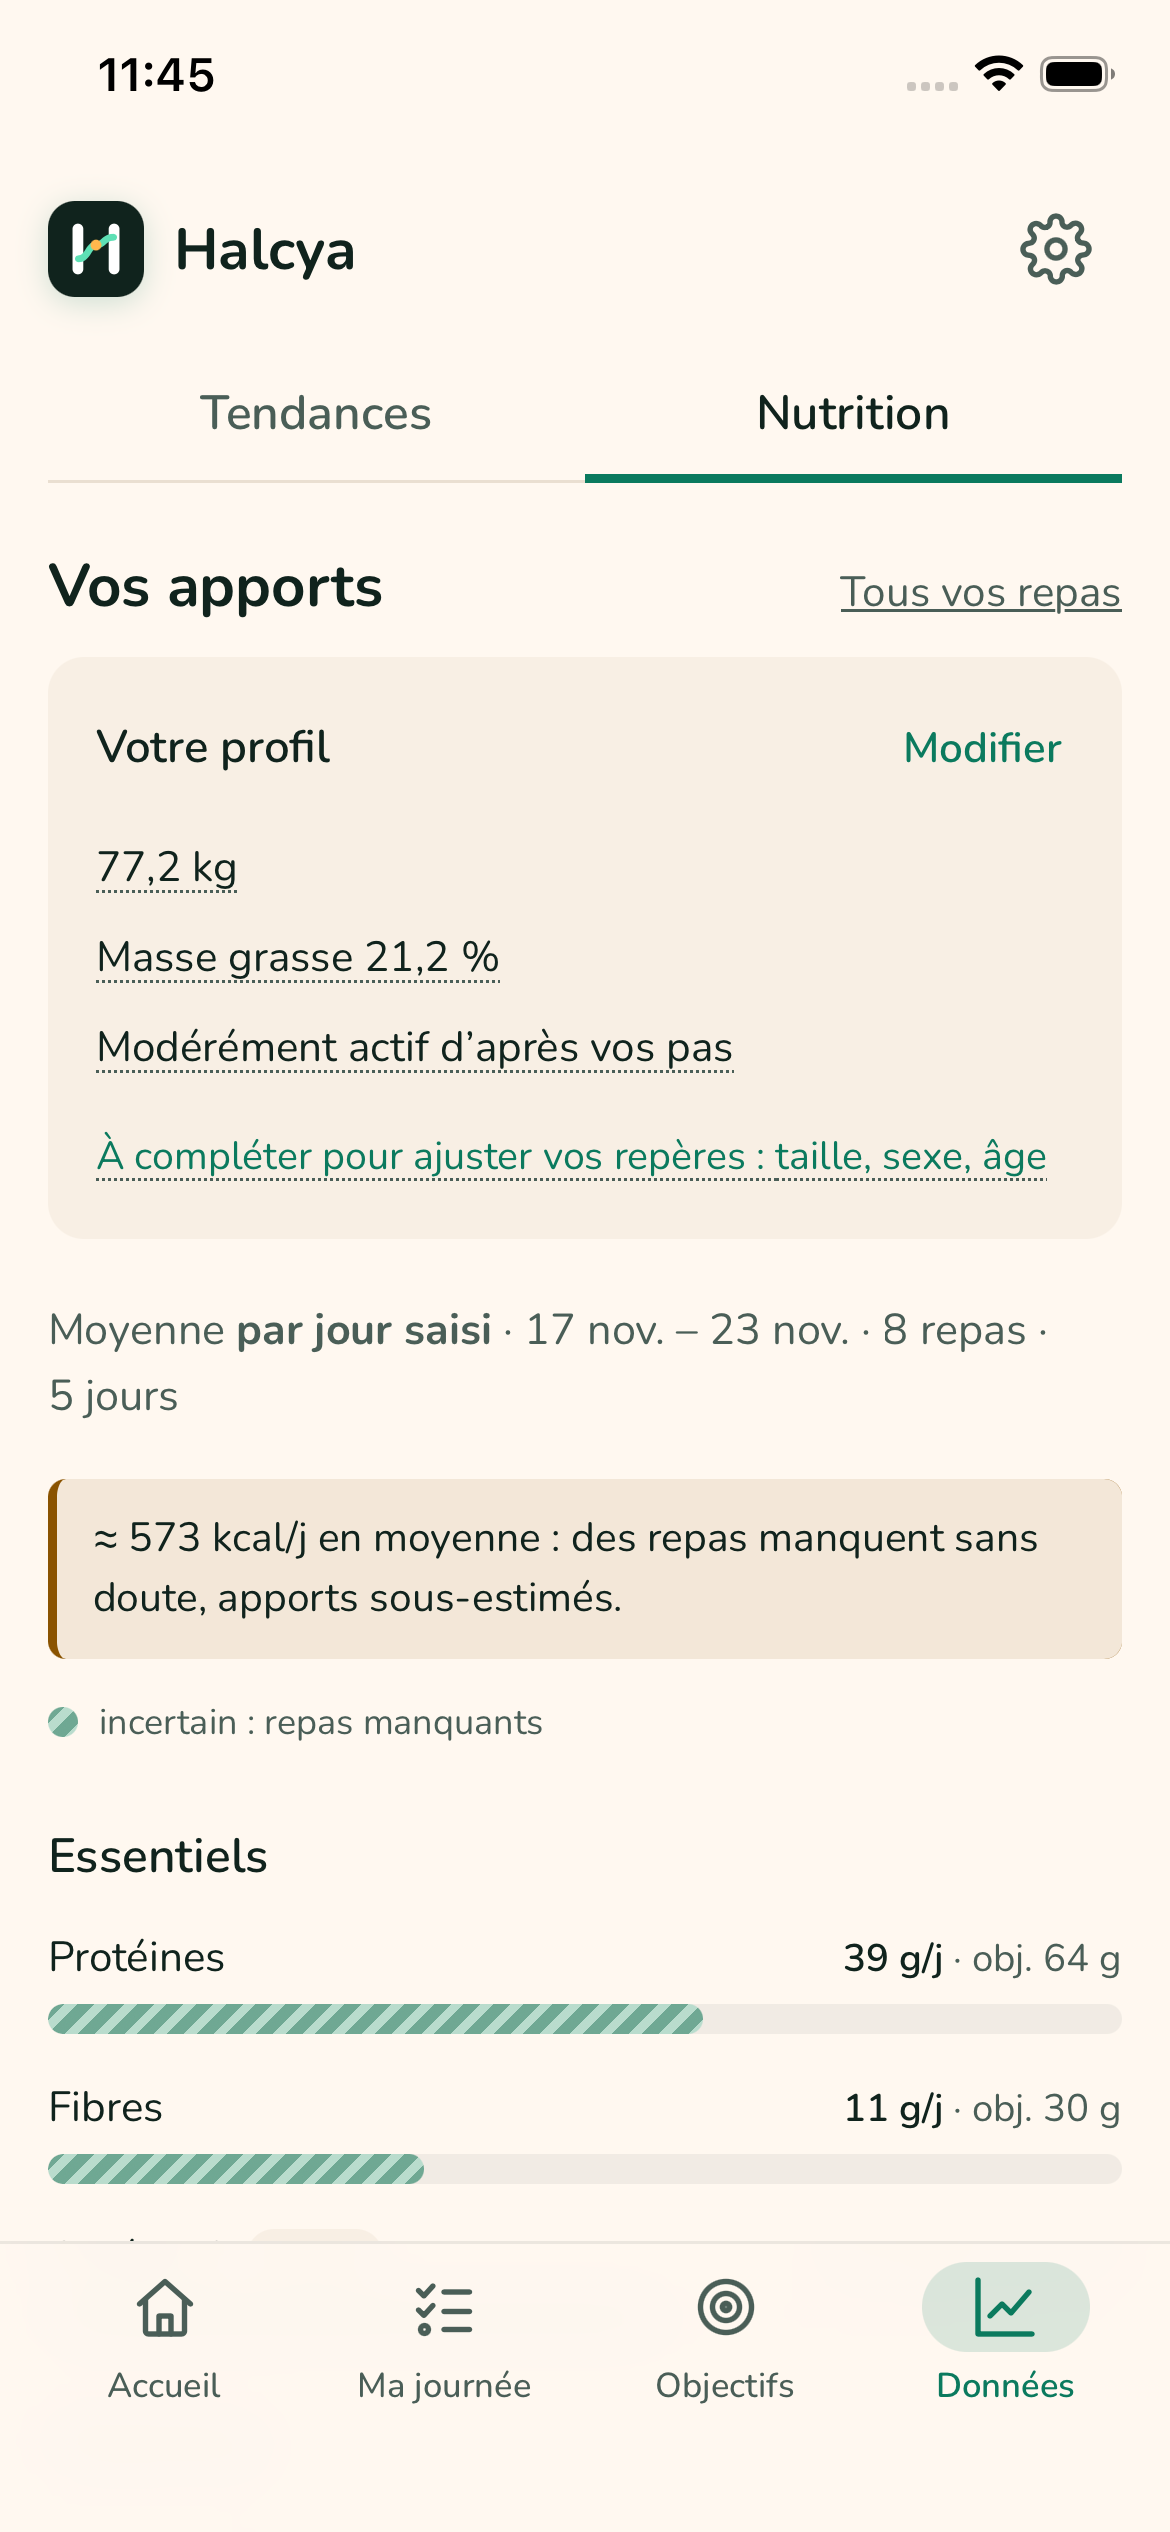 11:45
Halcya
Tendances
Nutrition
Vos apports
Tous vos repas
Votre profil
Modifier
77,2 kg
Masse grasse 21,2 %
Modérément actif d’après vos pas
À compléter pour ajuster vos repères : taille, sexe, âge
Moyenne par jour saisi · 17 nov. – 23 nov. · 8 repas ·
5 jours
≈ 573 kcal/j en moyenne : des repas manquent sans
doute, apports sous-estimés.
incertain : repas manquants
Essentiels
Protéines
39 g/j · obj. 64 g
Fibres
11 g/j · obj. 30 g
Accueil
Ma journée
Objectifs
Données